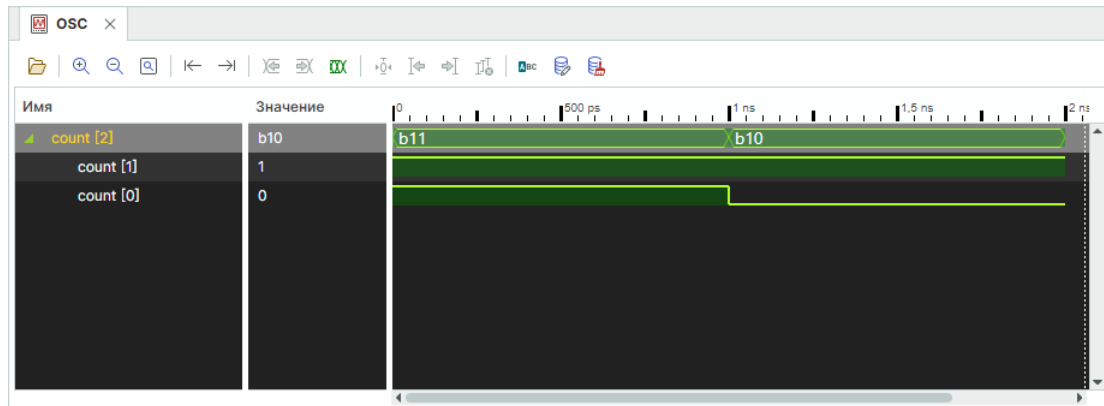 OSC
ABC
Имя Значение 0 500 ps 1 ns 1,5 ns 2 ns
count [2] b10 b11 b10
count [1] 1
count [0] 0